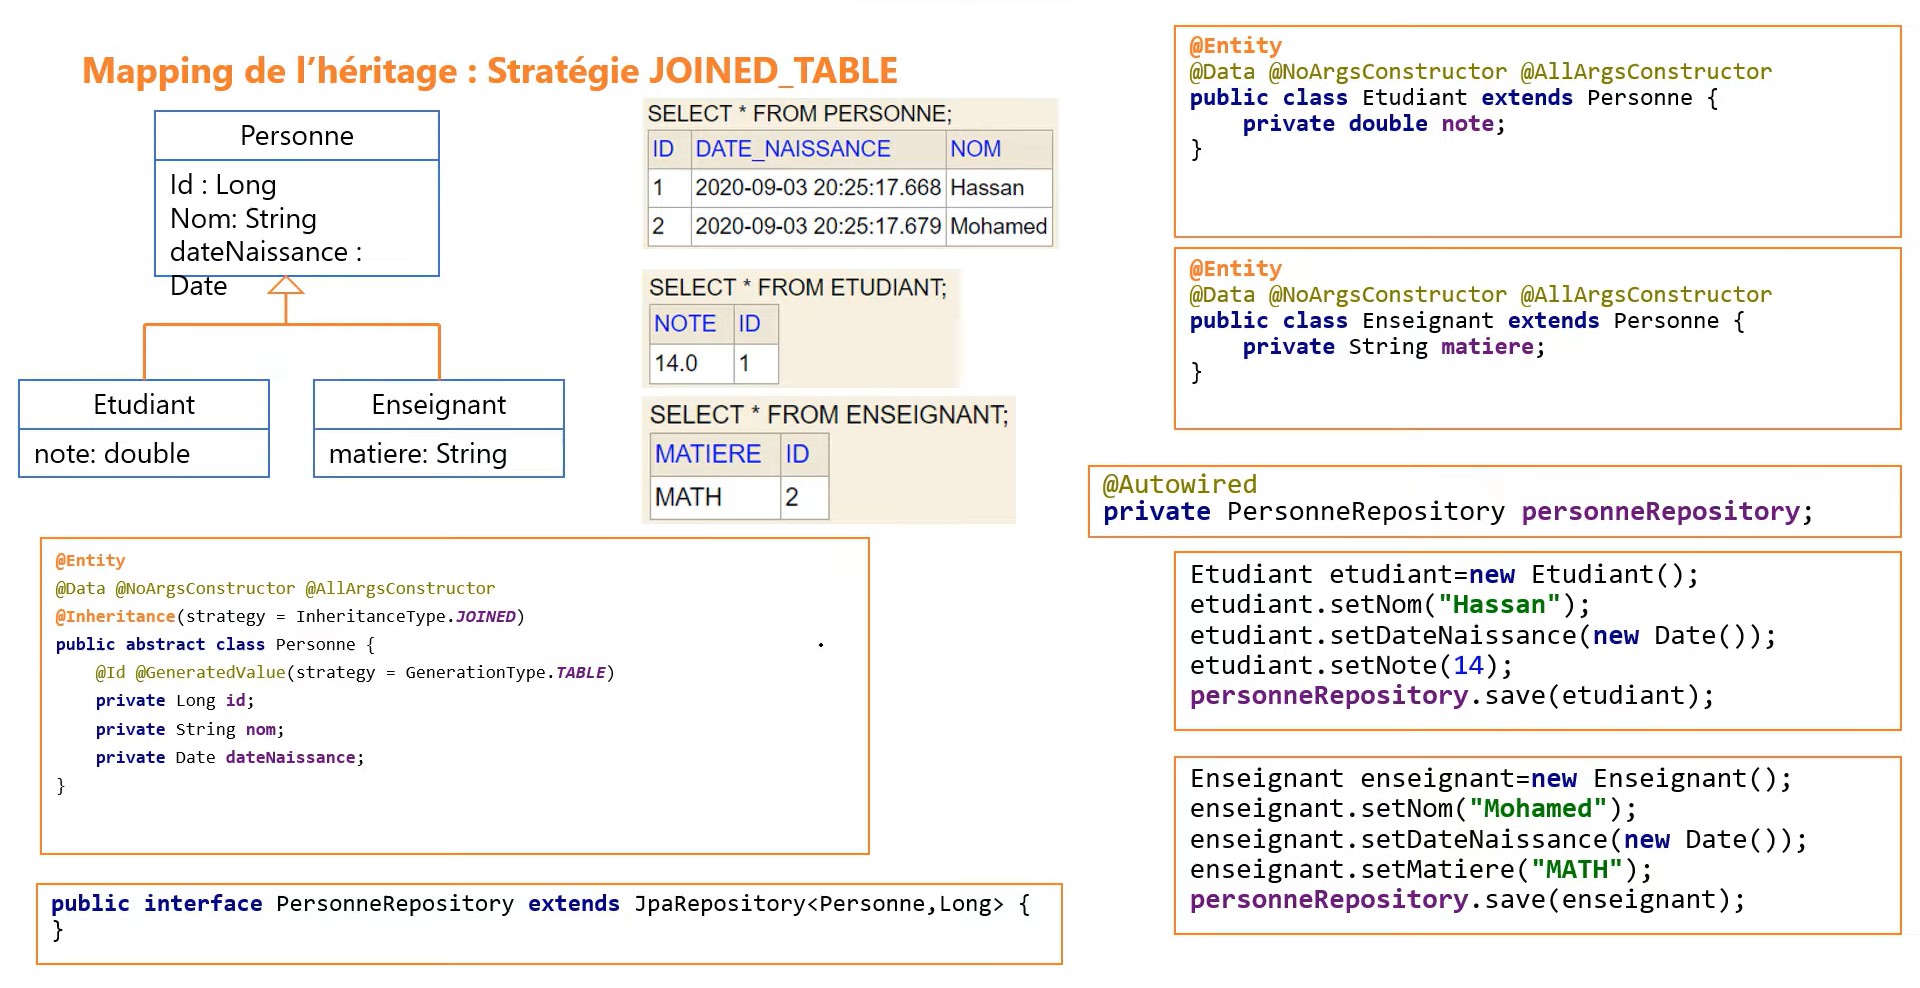 Mapping de l’héritage : Stratégie JOINED_TABLE
Personne
Id : Long
Nom: String
dateNaissance :
Date
Etudiant
note: double
Enseignant
matiere: String
SELECT * FROM PERSONNE;
ID DATE_NAISSANCE NOM
1 2020-09-03 20:25:17.668 Hassan
2 2020-09-03 20:25:17.679 Mohamed
SELECT * FROM ETUDIANT;
NOTE ID
14.0 1
SELECT * FROM ENSEIGNANT;
MATIERE ID
MATH 2
@Entity
@Data @NoArgsConstructor @AllArgsConstructor
@Inheritance(strategy = InheritanceType.JOINED)
public abstract class Personne {
@Id @GeneratedValue(strategy = GenerationType.TABLE)
private Long id;
private String nom;
private Date dateNaissance;
}
public interface PersonneRepository extends JpaRepository<Personne,Long> {
}
@Entity
@Data @NoArgsConstructor @AllArgsConstructor
public class Etudiant extends Personne {
private double note;
}
@Entity
@Data @NoArgsConstructor @AllArgsConstructor
public class Enseignant extends Personne {
private String matiere;
}
@Autowired
private PersonneRepository personneRepository;
Etudiant etudiant=new Etudiant();
etudiant.setNom("Hassan");
etudiant.setDateNaissance(new Date());
etudiant.setNote(14);
personneRepository.save(etudiant);
Enseignant enseignant=new Enseignant();
enseignant.setNom("Mohamed");
enseignant.setDateNaissance(new Date());
enseignant.setMatiere("MATH");
personneRepository.save(enseignant);